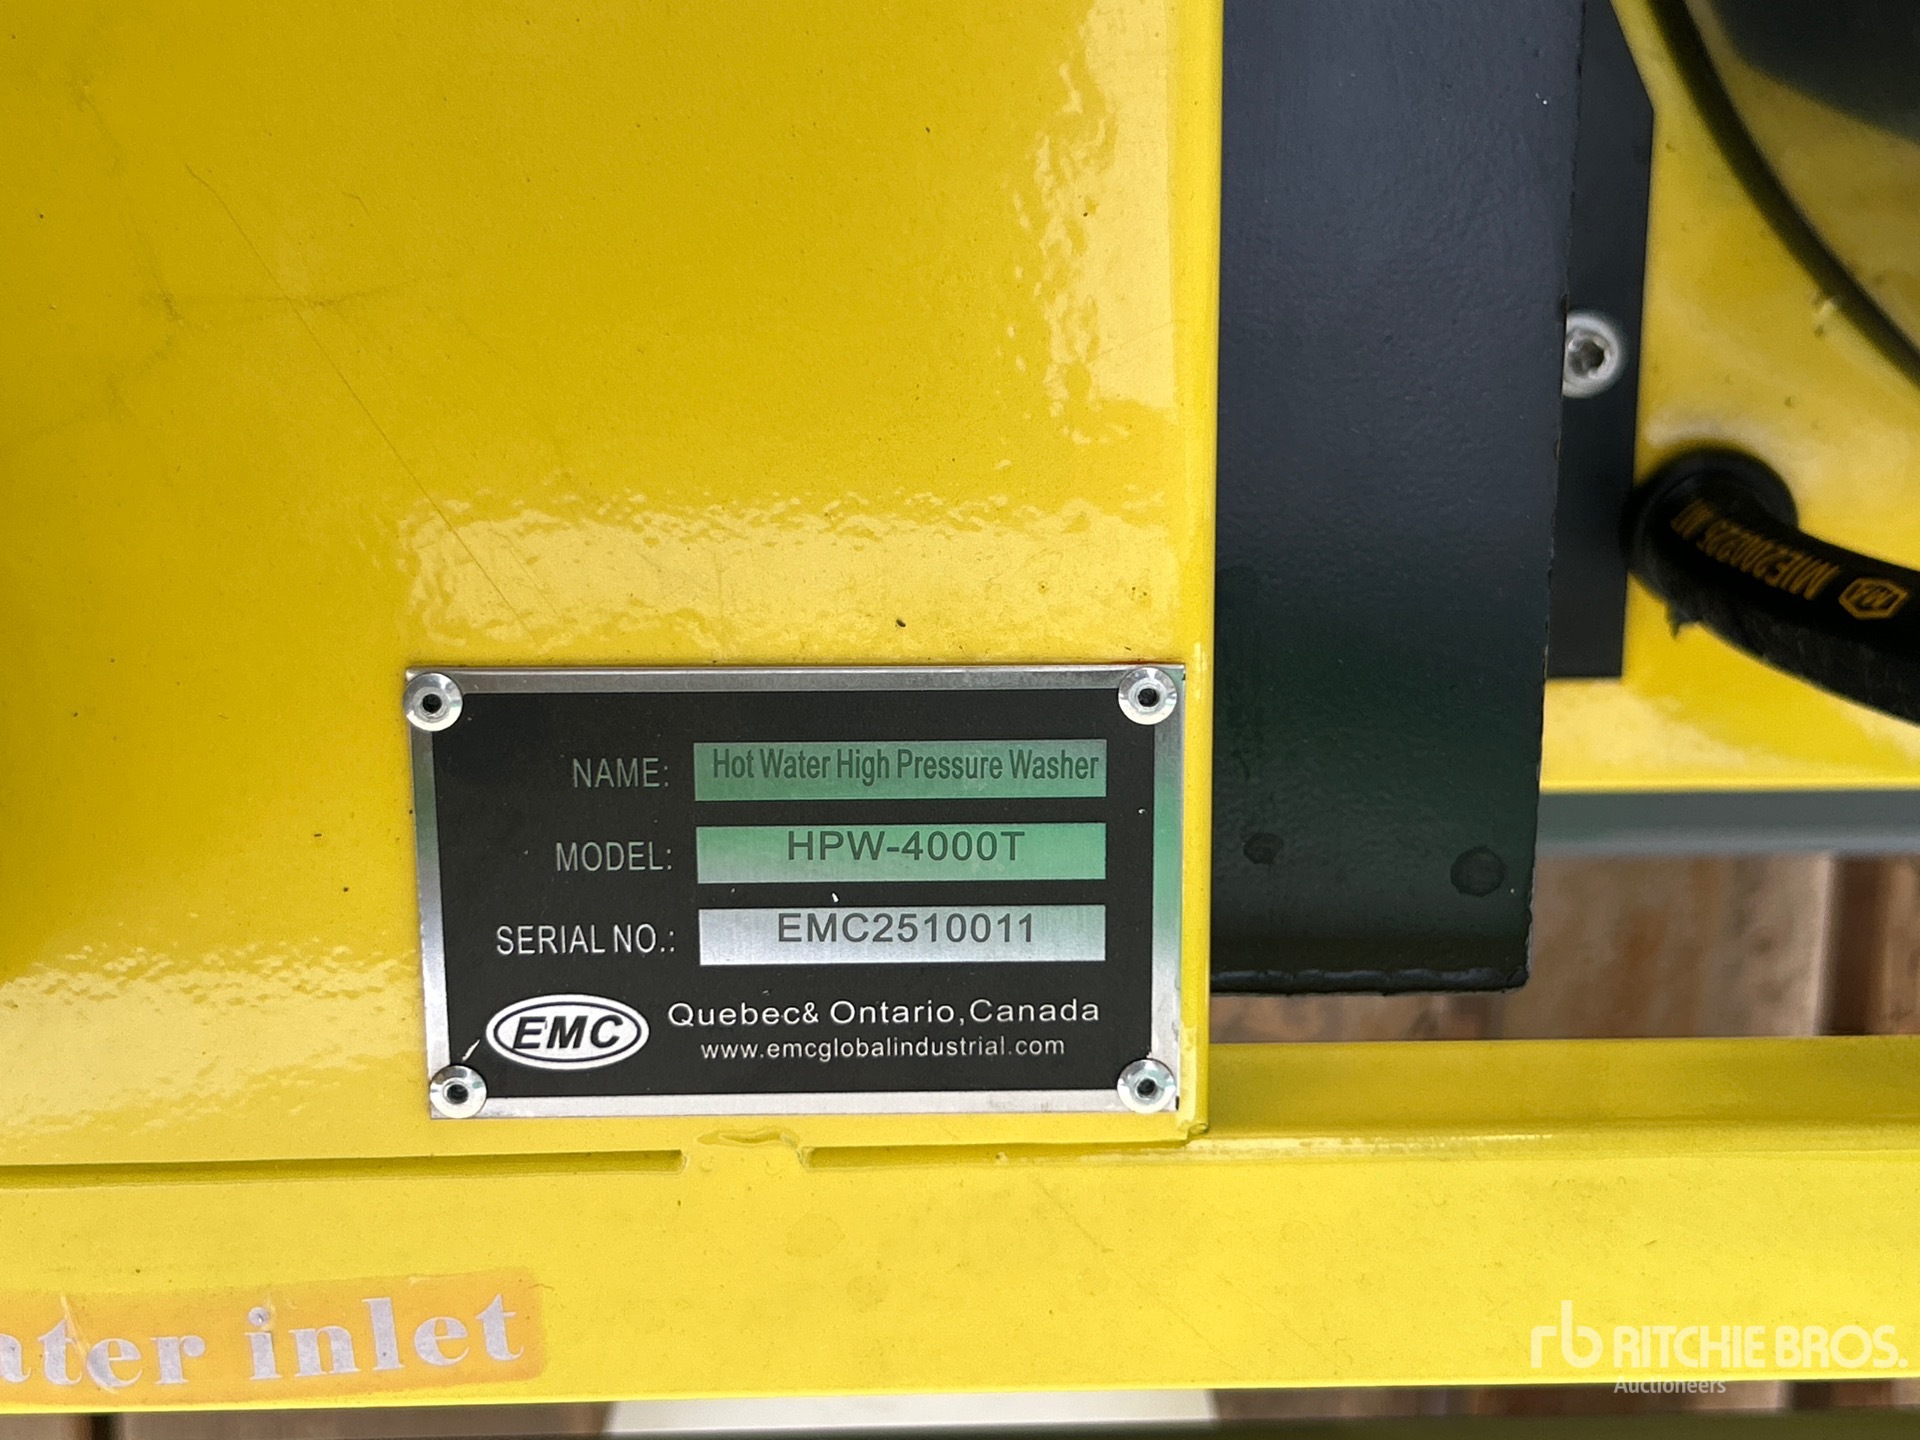 NAME: Hot Water High Pressure Washer
MODEL: HPW-4000T
SERIAL NO.: EMC2510011
EMC Quebec& Ontario,Canada
www.emcglobalindustrial.com
ater inlet
rb RITCHIE BROS.
Auctioneers